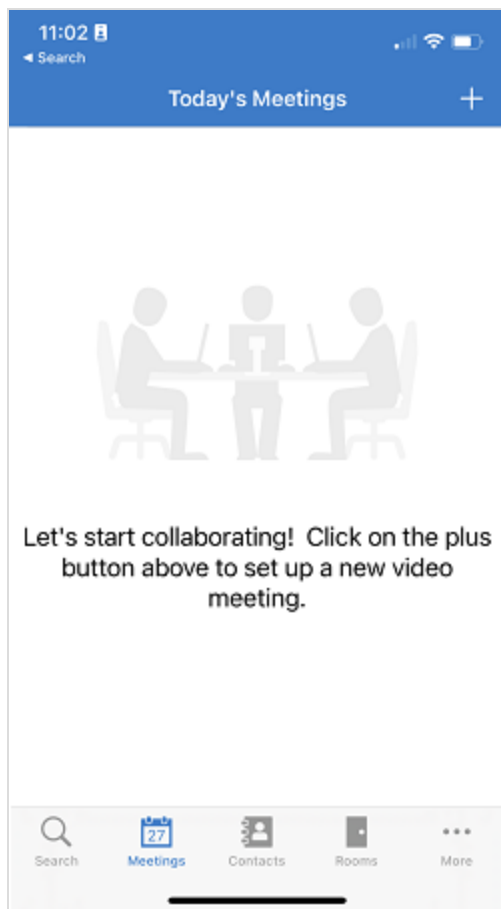 11:02
◄ Search
Today's Meetings
+
Let's start collaborating!  Click on the plus
button above to set up a new video
meeting.
27
Search
Meetings
Contacts
Rooms
More